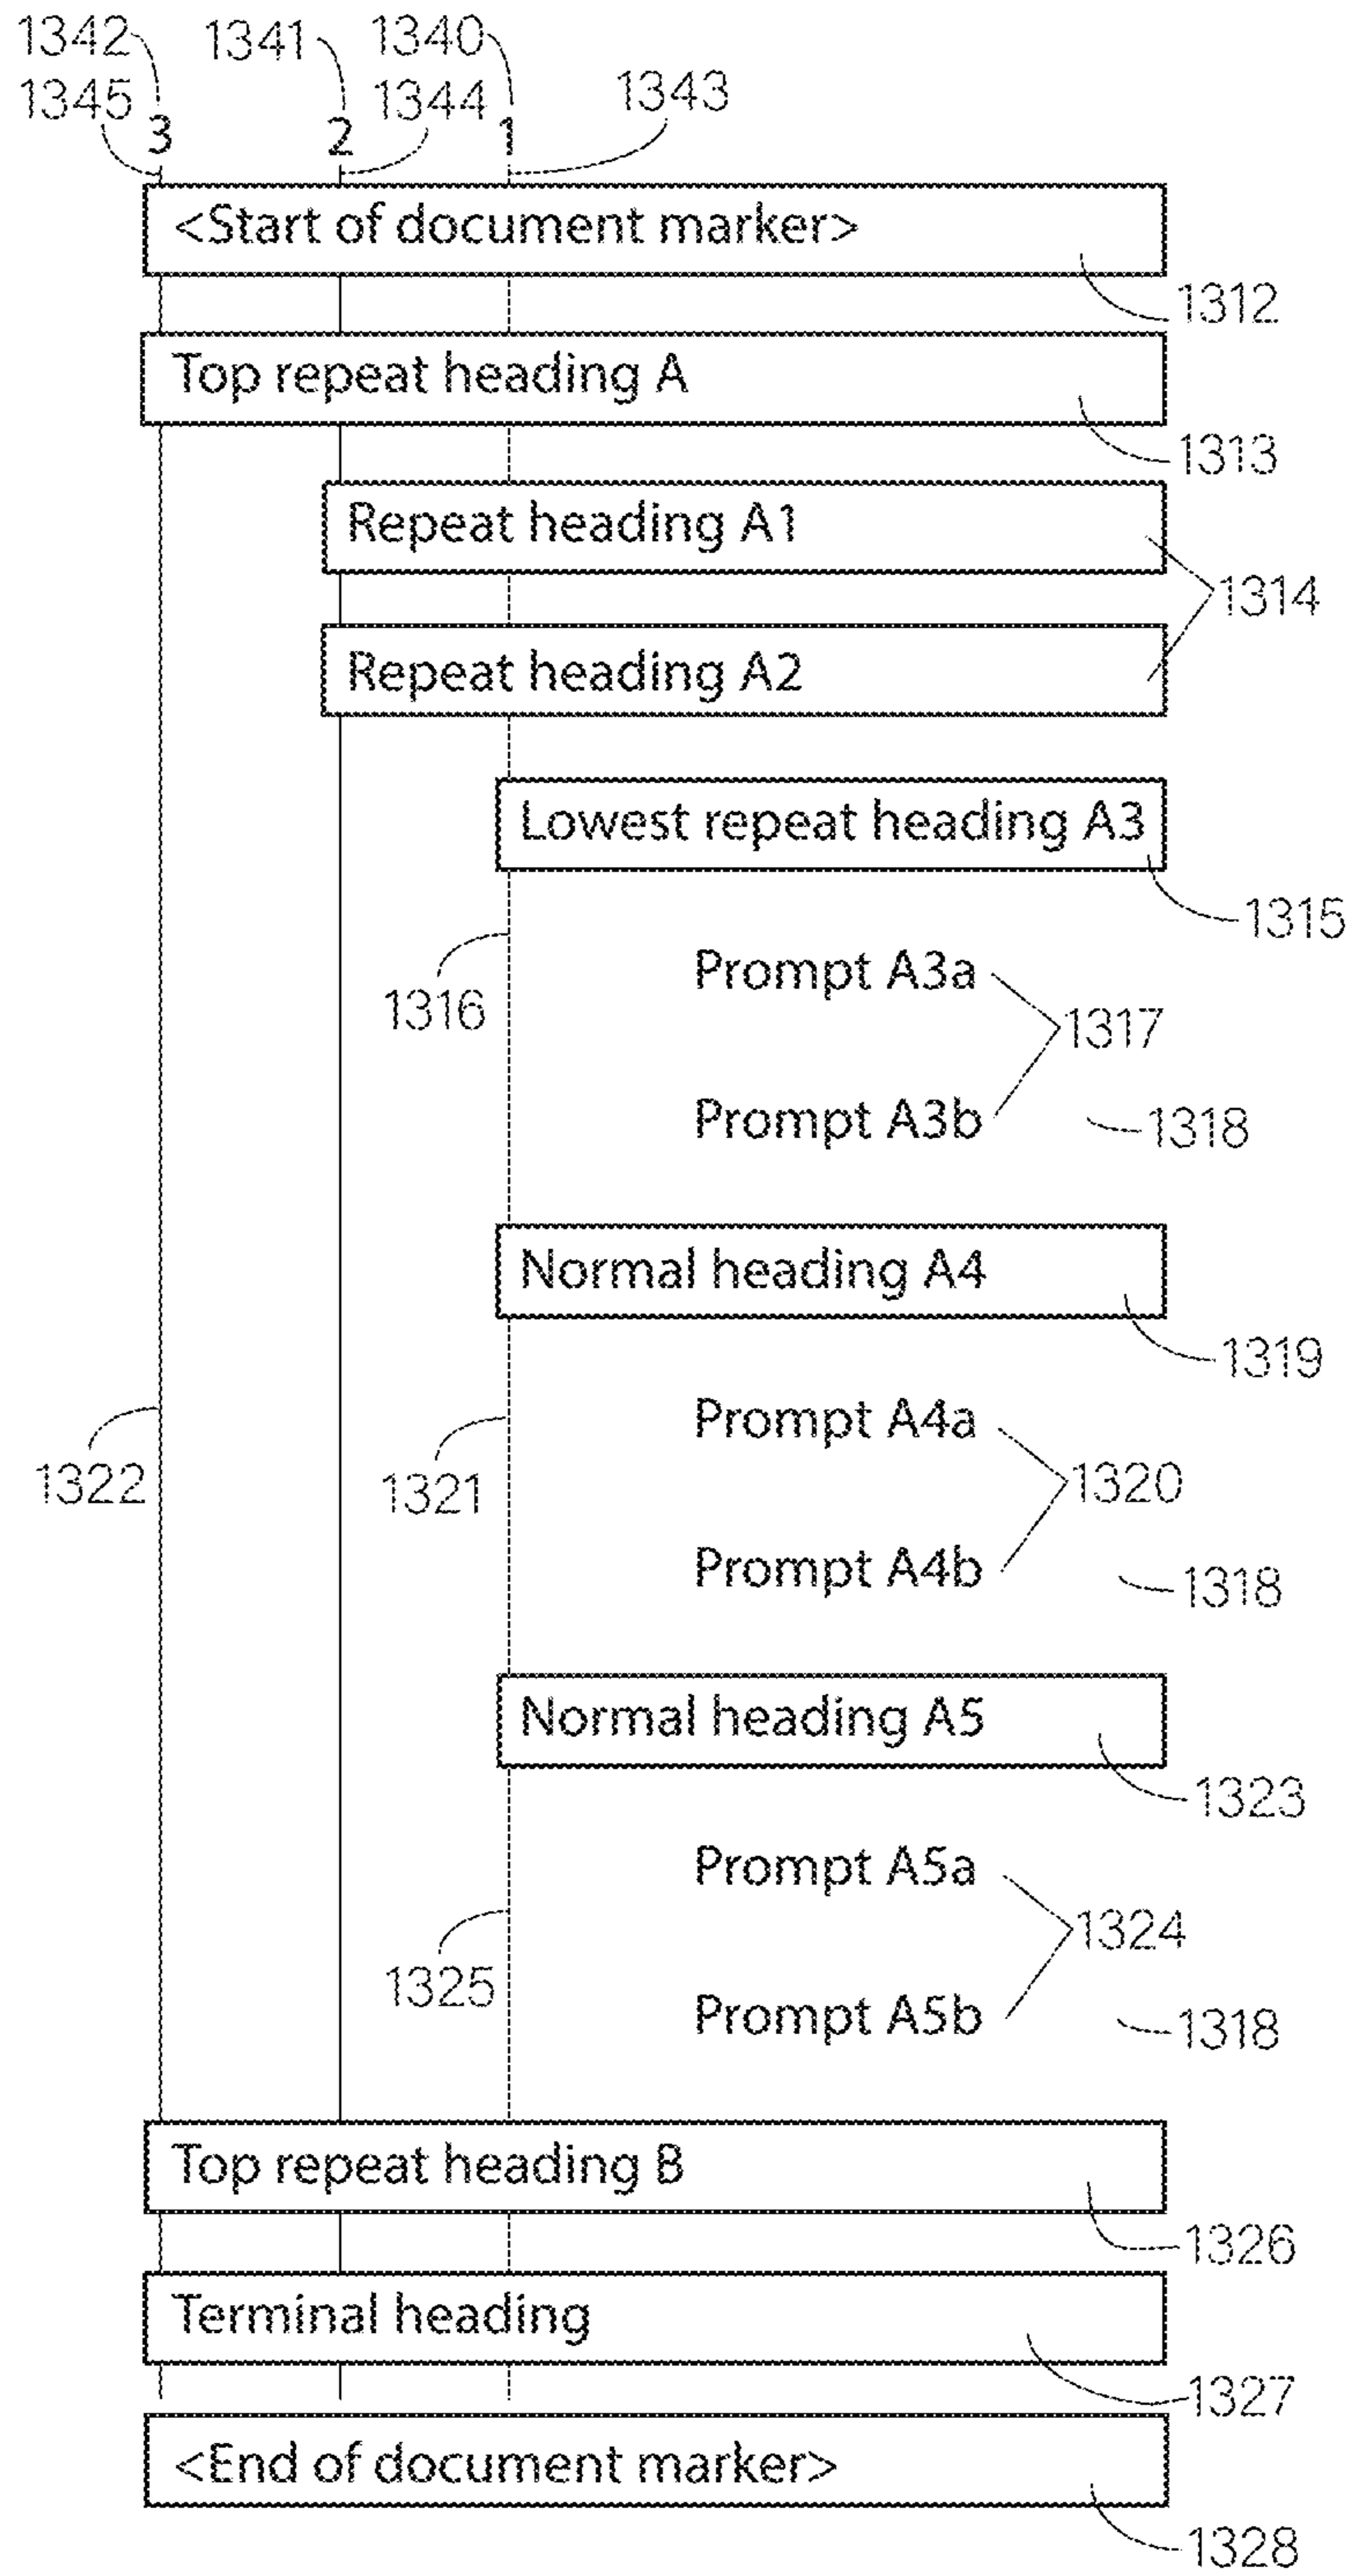 1342 1341 1340
1345 3 2 1344 1 1343
<Start of document marker>
1312
Top repeat heading A
1313
Repeat heading A1
1314
Repeat heading A2
Lowest repeat heading A3
1315
Prompt A3a
1316
1317
Prompt A3b 1318
Normal heading A4
1319
Prompt A4a
1322 1321 1320
Prompt A4b 1318
Normal heading A5
1323
Prompt A5a
1324
1325
Prompt A5b 1318
Top repeat heading B
1326
Terminal heading
1327
<End of document marker>
1328